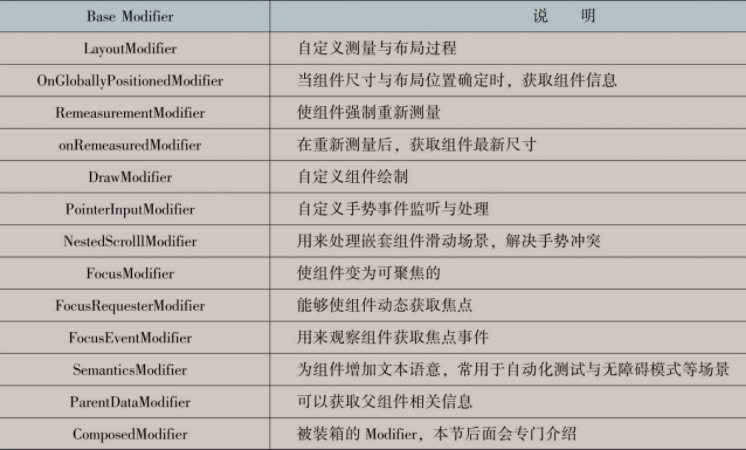 Base Modifier 说 明
LayoutModifier 自定义测量与布局过程
OnGloballyPositionedModifier 当组件尺寸与布局位置确定时，获取组件信息
RemeasurementModifier 使组件强制重新测量
onRemeasuredModifier 在重新测量后，获取组件最新尺寸
DrawModifier 自定义组件绘制
PointerInputModifier 自定义手势事件监听与处理
NestedScrolllModifier 用来处理嵌套组件滑动场景，解决手势冲突
FocusModifier 使组件变为可聚焦的
FocusRequesterModifier 能够使组件动态获取焦点
FocusEventModifier 用来观察组件获取焦点事件
SemanticsModifier 为组件增加文本语意，常用于自动化测试与无障碍模式等场景
ParentDataModifier 可以获取父组件相关信息
ComposedModifier 被装箱的 Modifier，本节后面会专门介绍